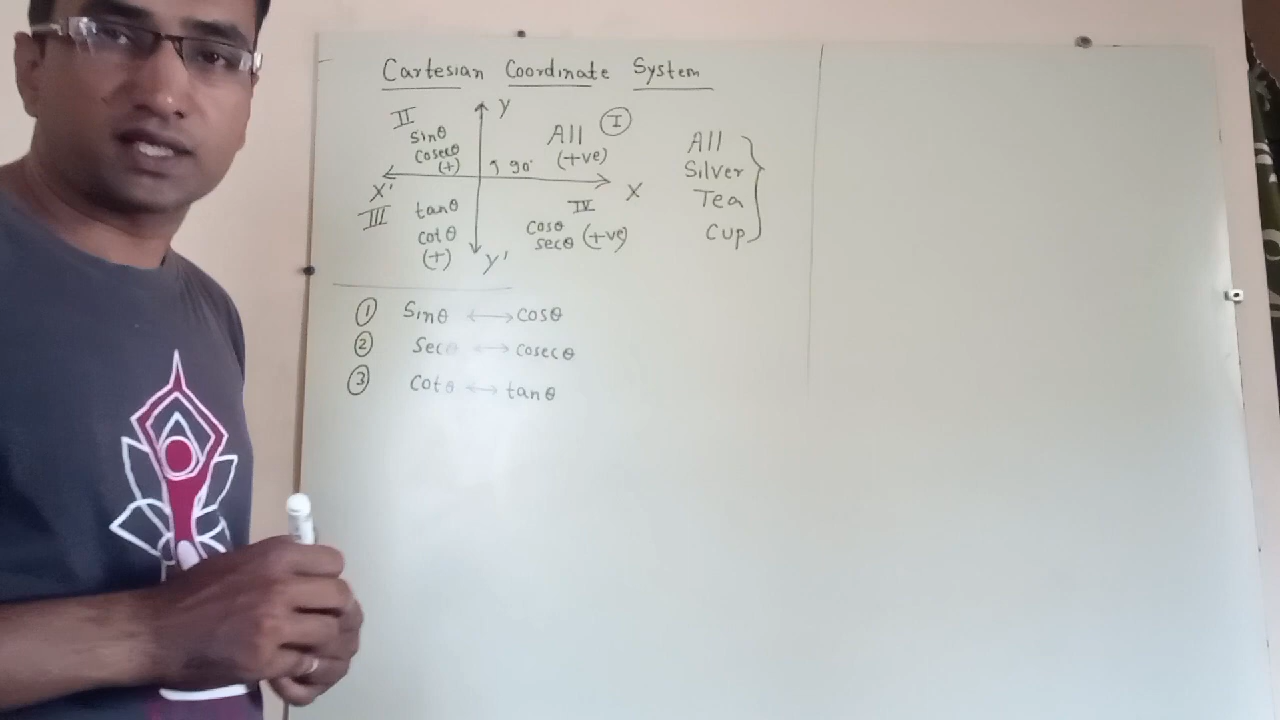 Cartesian Coordinate System
II
Sinθ
Cosecθ
(+)
Y
All
(+ve)
I
90°
X'
X
III
tanθ
cotθ
(+)
Y'
IV
Cosθ
secθ (+ve)
All
Silver
Tea
Cup
① Sinθ ⟷ cosθ
② Secθ ⟷ cosecθ
③ cotθ ⟷ tanθ